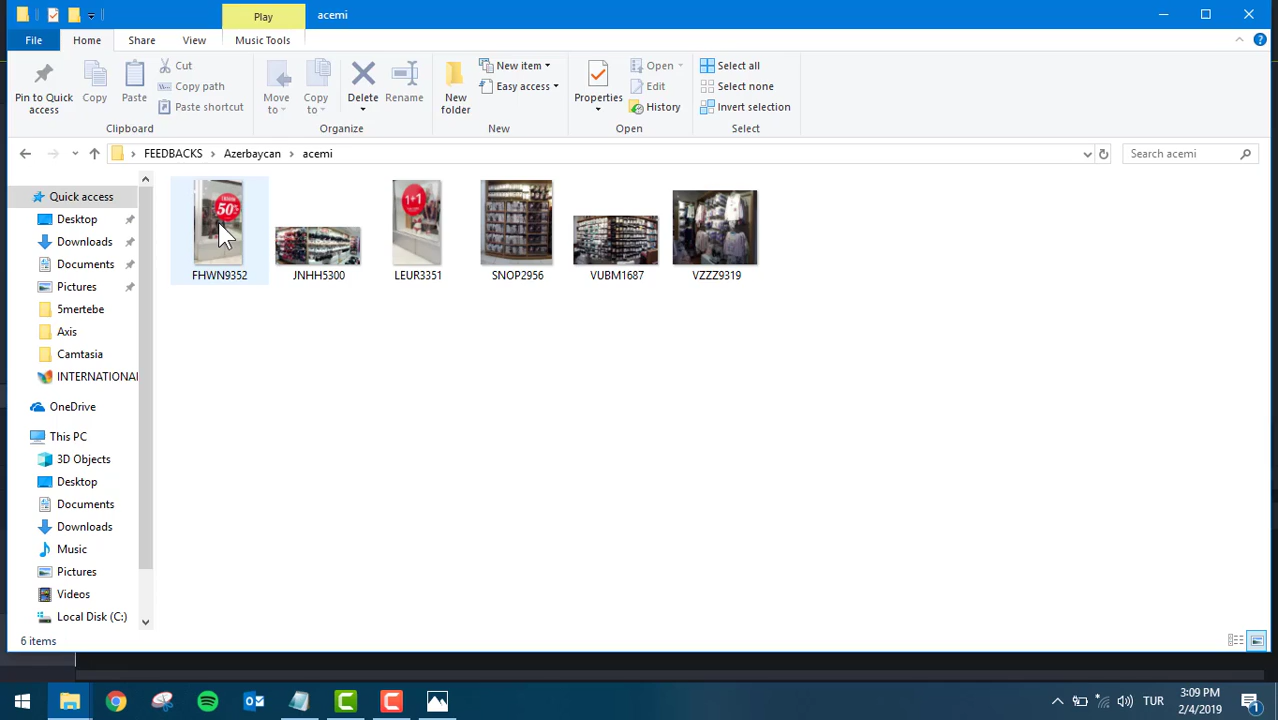 Play
acemi
File
Home
Share
View
Music Tools
Pin to Quick access
Copy
Paste
Cut
Copy path
Paste shortcut
Clipboard
Move to
Copy to
Delete
Rename
Organize
New folder
New item
Easy access
New
Properties
Open
Edit
History
Open
Select all
Select none
Invert selection
Select
FEEDBACKS
Azerbaycan
acemi
Search acemi
Quick access
Desktop
Downloads
Documents
Pictures
5mertebe
Axis
Camtasia
INTERNATIONA
OneDrive
This PC
3D Objects
Desktop
Documents
Downloads
Music
Pictures
Videos
Local Disk (C:)
50%
1+1
FHWN9352
JNHH5300
LEUR3351
SNOP2956
VUBM1687
VZZZ9319
6 items
TUR
3:09 PM
2/4/2019
1